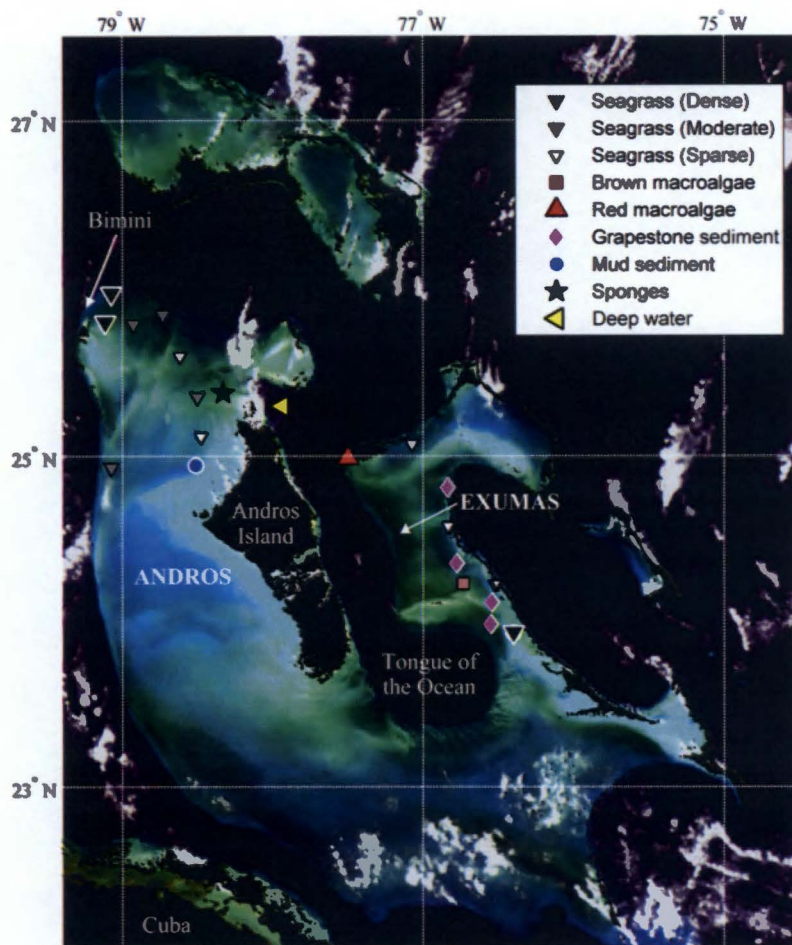 79° W
77° W
75° W
27° N
25° N
23° N
Seagrass (Dense)
Seagrass (Moderate)
Seagrass (Sparse)
Brown macroalgae
Red macroalgae
Grapestone sediment
Mud sediment
Sponges
Deep water
Bimini
Andros
Island
EXUMAS
ANDROS
Tongue of
the Ocean
Cuba